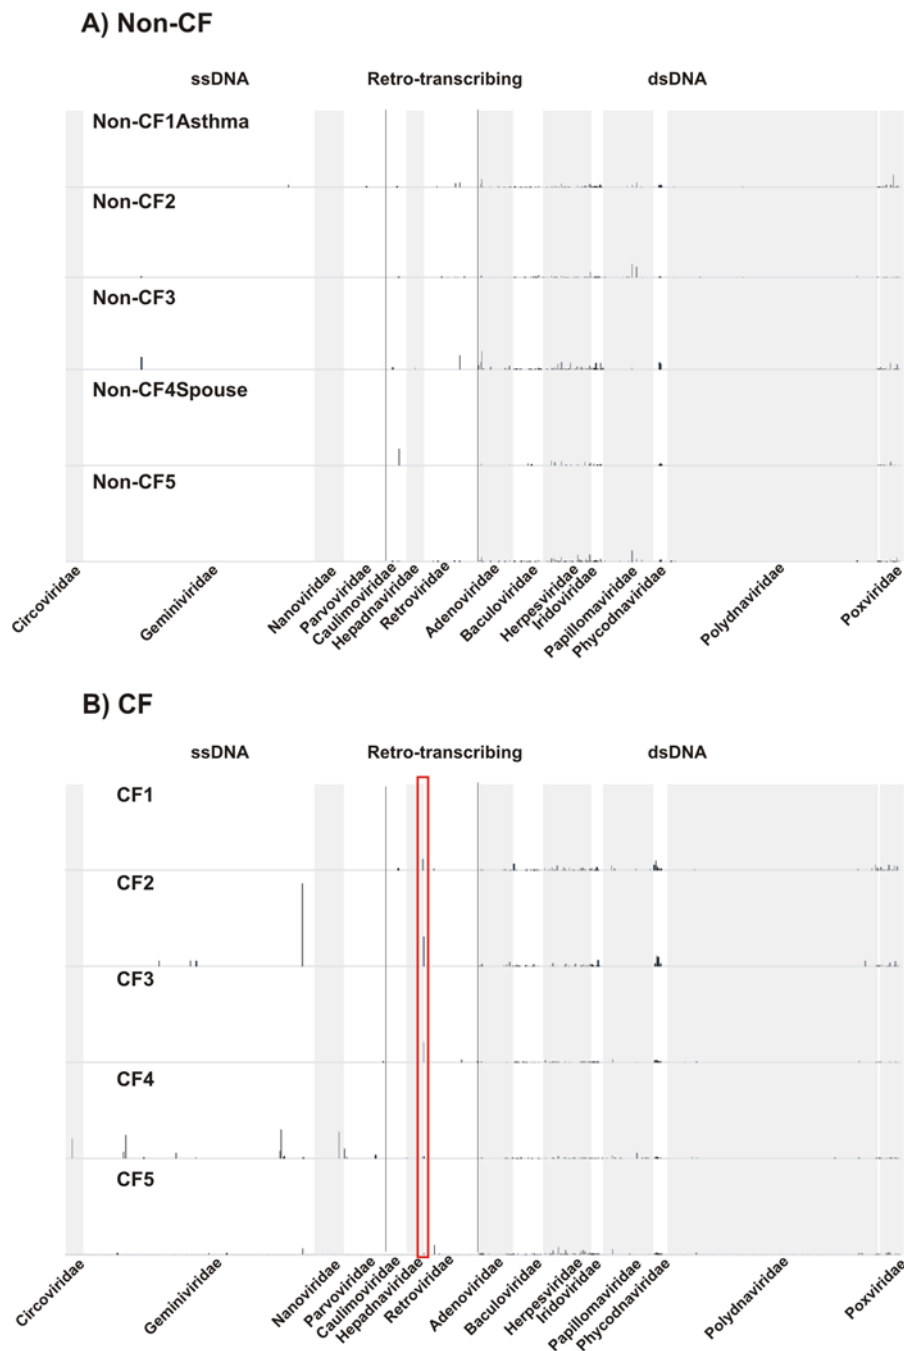 A) Non-CF
ssDNA Retro-transcribing dsDNA
Non-CF1Asthma
Non-CF2
Non-CF3
Non-CF4Spouse
Non-CF5
Circoviridae Geminiviridae Nanoviridae Parvoviridae Caulimoviridae Hepadnaviridae Retroviridae Adenoviridae Baculoviridae Herpesviridae Iridoviridae Papillomaviridae Phycodnaviridae Polydnaviridae Poxviridae
B) CF
ssDNA Retro-transcribing dsDNA
CF1
CF2
CF3
CF4
CF5
Circoviridae Geminiviridae Nanoviridae Parvoviridae Caulimoviridae Hepadnaviridae Retroviridae Adenoviridae Baculoviridae Herpesviridae Iridoviridae Papillomaviridae Phycodnaviridae Polydnaviridae Poxviridae